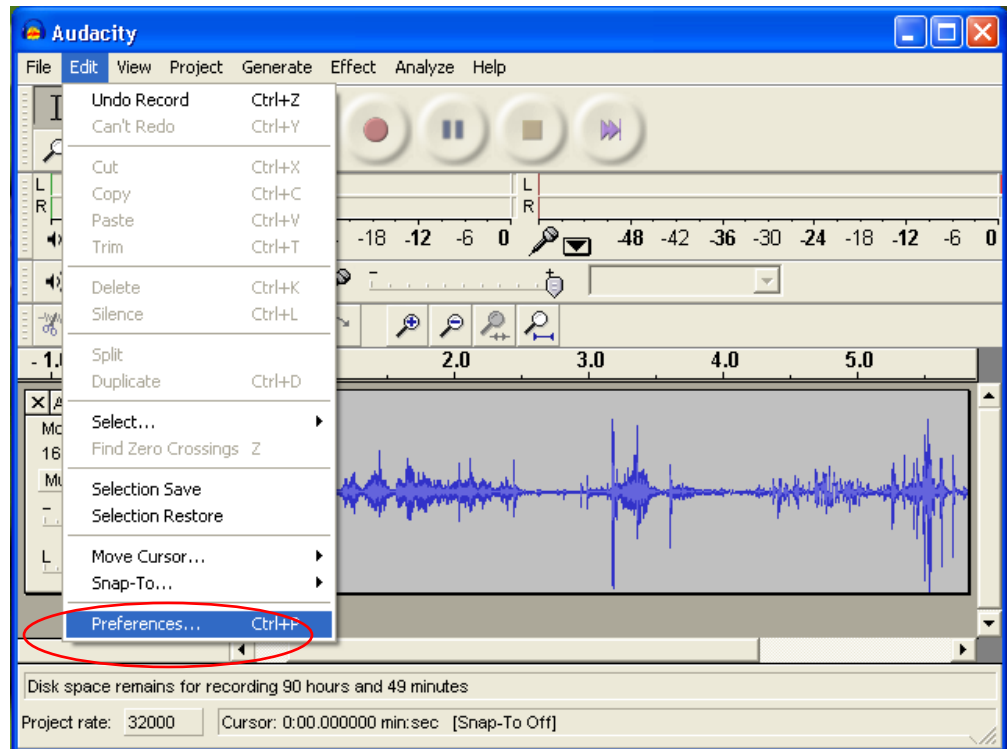 Audacity
File Edit View Project Generate Effect Analyze Help
Undo Record Ctrl+Z
Can't Redo Ctrl+Y
Cut Ctrl+X
Copy Ctrl+C
Paste Ctrl+V
Trim Ctrl+T
Delete Ctrl+K
Silence Ctrl+L
Split
Duplicate Ctrl+D
Select...
Find Zero Crossings Z
Selection Save
Selection Restore
Move Cursor...
Snap-To...
Preferences... Ctrl+P
L L
R R
-18 -12 -6 0 -48 -42 -36 -30 -24 -18 -12 -6 0
- +
2.0 3.0 4.0 5.0
X
16
-
L
Disk space remains for recording 90 hours and 49 minutes
Project rate: 32000 Cursor: 0:00.000000 min:sec [Snap-To Off]